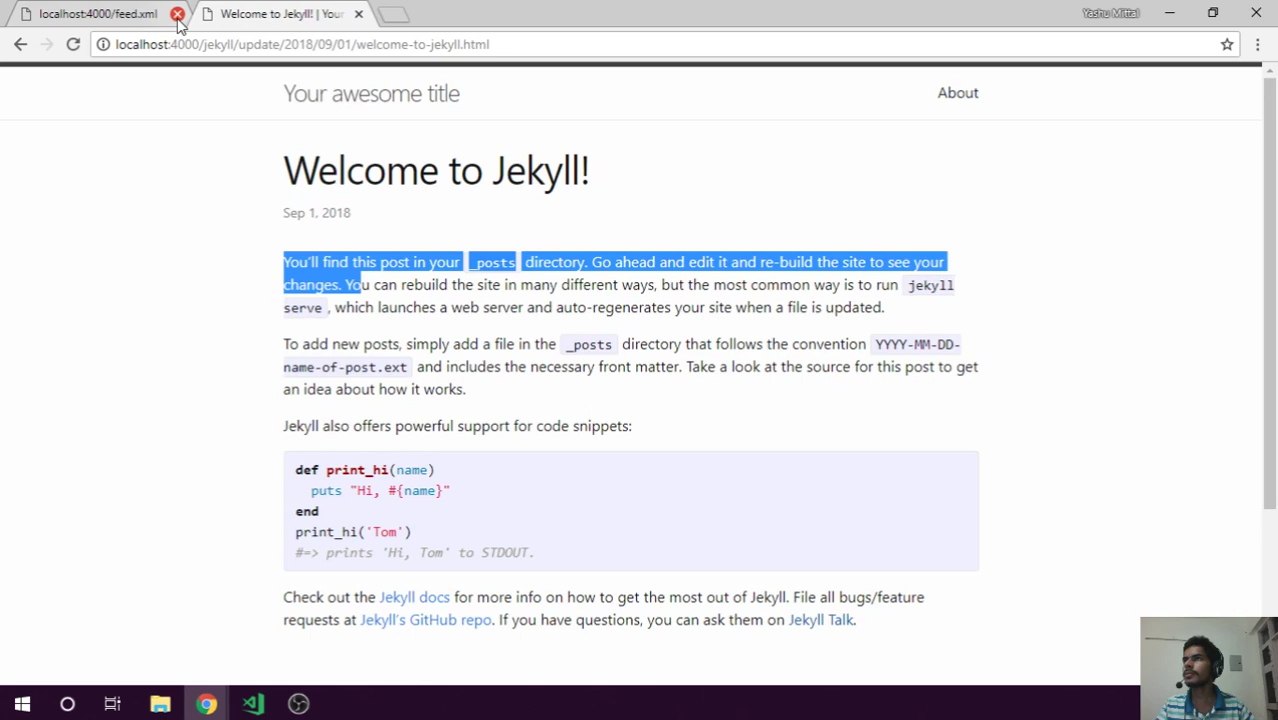 localhost:4000/feed.xml
Welcome to Jekyll! | Your
Yashu Mittal
localhost:4000/jekyll/update/2018/09/01/welcome-to-jekyll.html
Your awesome title
About
Welcome to Jekyll!
Sep 1, 2018
You'll find this post in your _posts directory. Go ahead and edit it and re-build the site to see your
changes. You can rebuild the site in many different ways, but the most common way is to run jekyll
serve, which launches a web server and auto-regenerates your site when a file is updated.
To add new posts, simply add a file in the _posts directory that follows the convention YYYY-MM-DD-
name-of-post.ext and includes the necessary front matter. Take a look at the source for this post to get
an idea about how it works.
Jekyll also offers powerful support for code snippets:
def print_hi(name)
puts "Hi, #{name}"
end
print_hi('Tom')
#=> prints 'Hi, Tom' to STDOUT.
Check out the Jekyll docs for more info on how to get the most out of Jekyll. File all bugs/feature
requests at Jekyll's GitHub repo. If you have questions, you can ask them on Jekyll Talk.